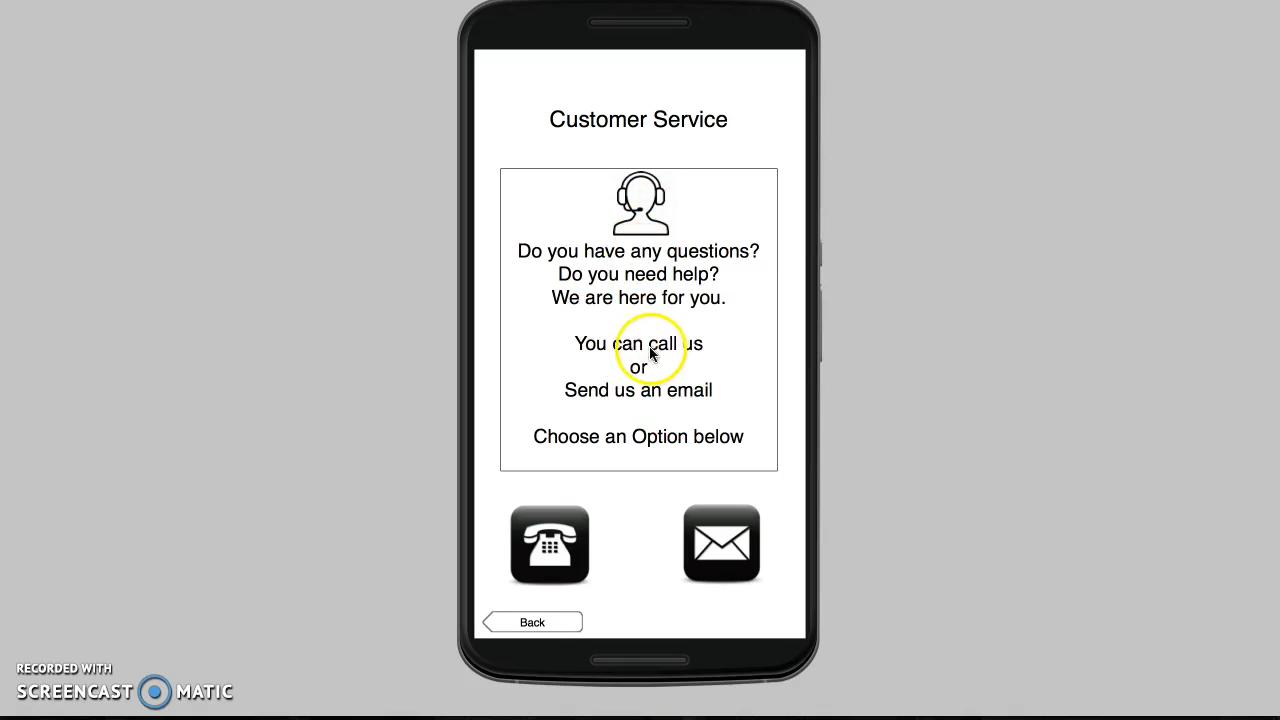 Customer Service
Do you have any questions?
Do you need help?
We are here for you.
You can call us
or
Send us an email
Choose an Option below
Back
RECORDED WITH
SCREENCAST MATIC